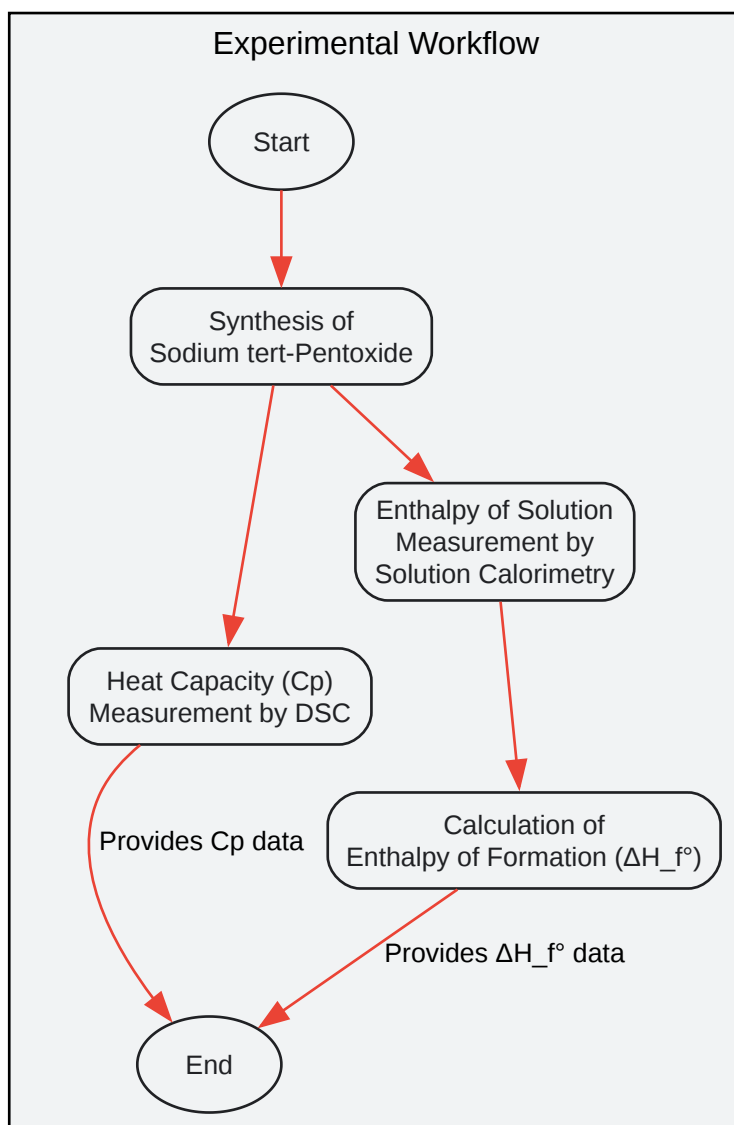 Experimental Workflow
Start
Synthesis of
Sodium tert-Pentoxide
Enthalpy of Solution
Measurement by
Solution Calorimetry
Heat Capacity (Cp)
Measurement by DSC
Provides Cp data
Calculation of
Enthalpy of Formation (ΔH_f°)
Provides ΔH_f° data
End